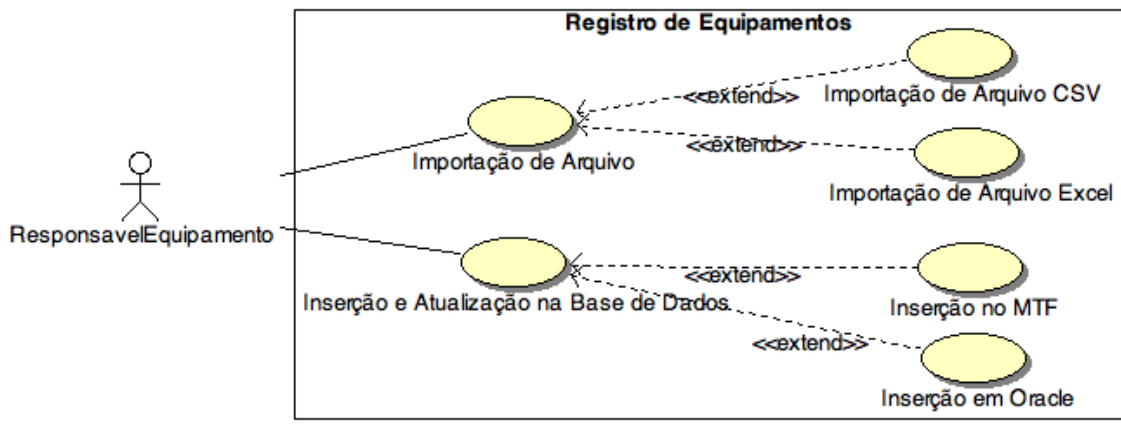 Registro de Equipamentos
<<extend>>
Importação de Arquivo CSV
Importação de Arquivo
<<extend>>
Importação de Arquivo Excel
ResponsavelEquipamento
<<extend>>
Inserção e Atualização na Base de Dados
Inserção no MTF
<<extend>>
Inserção em Oracle